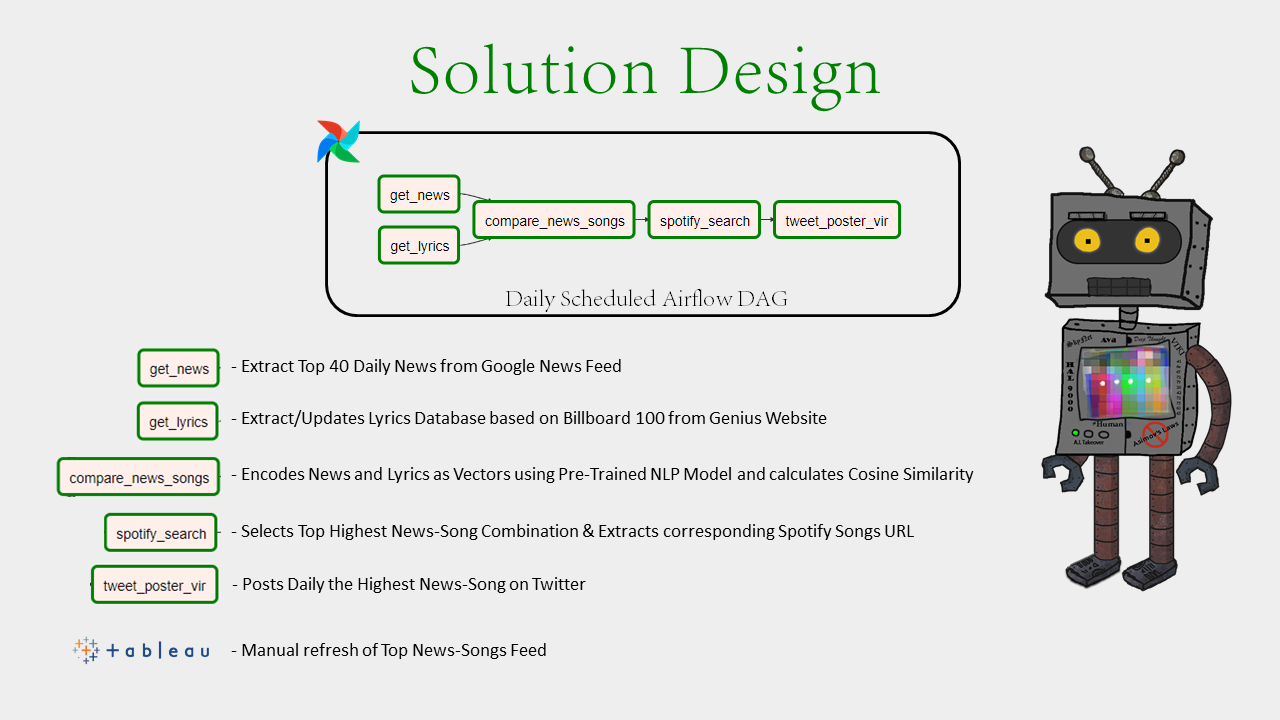 Solution Design
get_news
get_lyrics
compare_news_songs
spotify_search
tweet_poster_vir
Daily Scheduled Airflow DAG
get_news - Extract Top 40 Daily News from Google News Feed
get_lyrics - Extract/Updates Lyrics Database based on Billboard 100 from Genius Website
compare_news_songs - Encodes News and Lyrics as Vectors using Pre-Trained NLP Model and calculates Cosine Similarity
spotify_search - Selects Top Highest News-Song Combination & Extracts corresponding Spotify Songs URL
tweet_poster_vir - Posts Daily the Highest News-Song on Twitter
tableau - Manual refresh of Top News-Songs Feed
SkyNet
Ava
Deep Thought
VIKI
HAL 9000
*Human
A.I. Takeover
Asimov's Laws